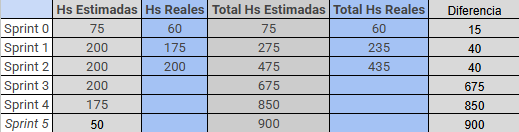 Hs Estimadas Hs Reales Total Hs Estimadas Total Hs Reales Diferencia
Sprint 0 75 60 75 60 15
Sprint 1 200 175 275 235 40
Sprint 2 200 200 475 435 40
Sprint 3 200 675 675
Sprint 4 175 850 850
Sprint 5 50 900 900